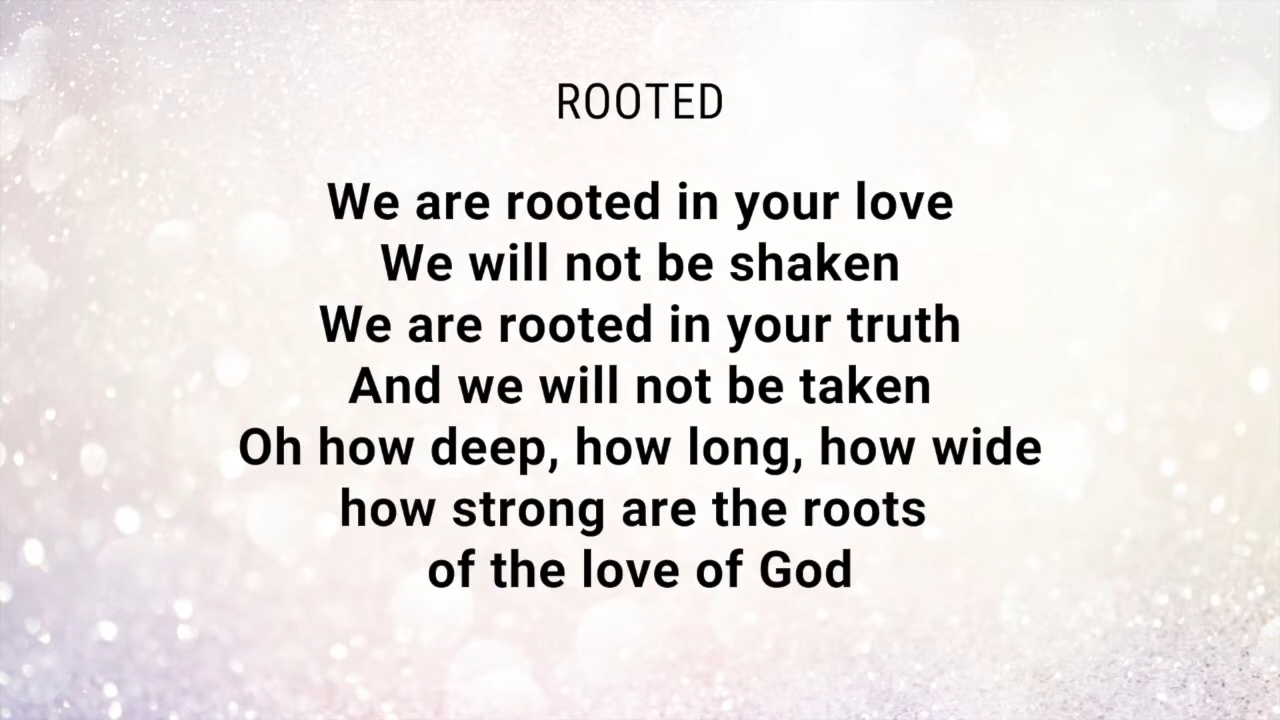 ROOTED
We are rooted in your love
We will not be shaken
We are rooted in your truth
And we will not be taken
Oh how deep, how long, how wide
how strong are the roots
of the love of God